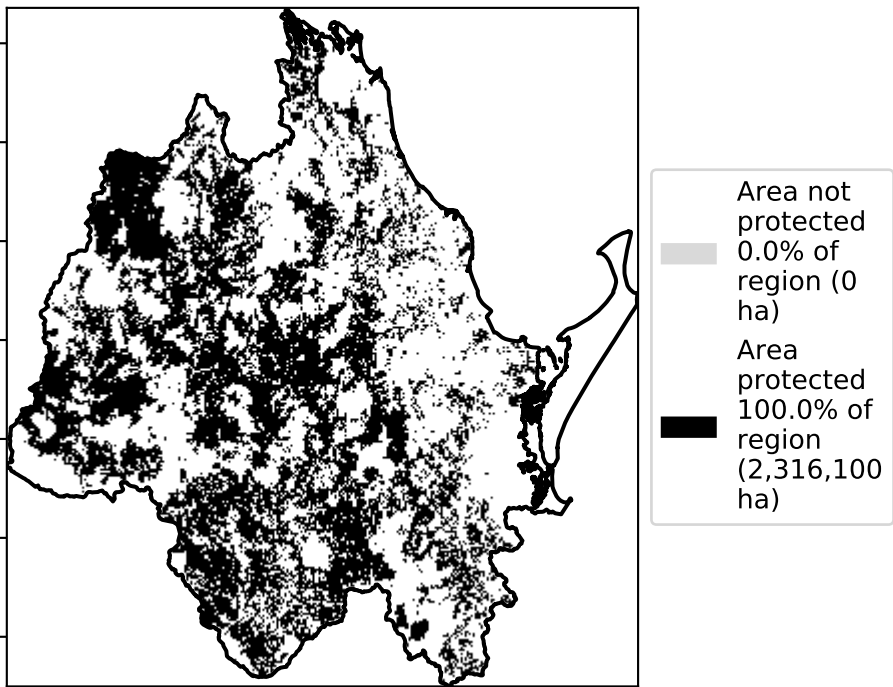 Area not
protected
0.0% of
region (0
ha)
Area
protected
100.0% of
region
(2,316,100
ha)